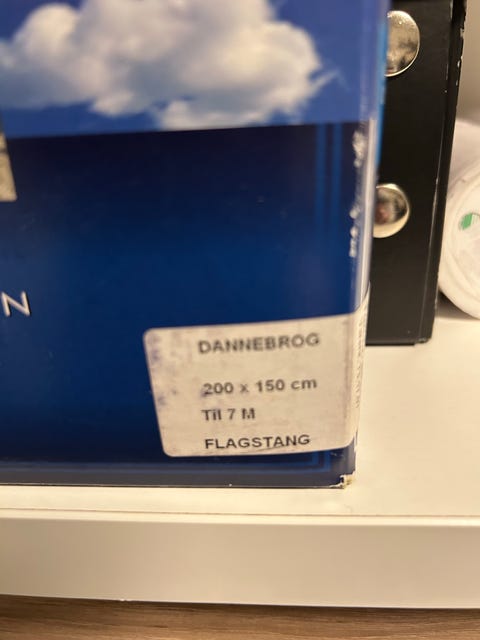 N
DANNEBROG
200 x 150 cm
Til 7 M
FLAGSTANG